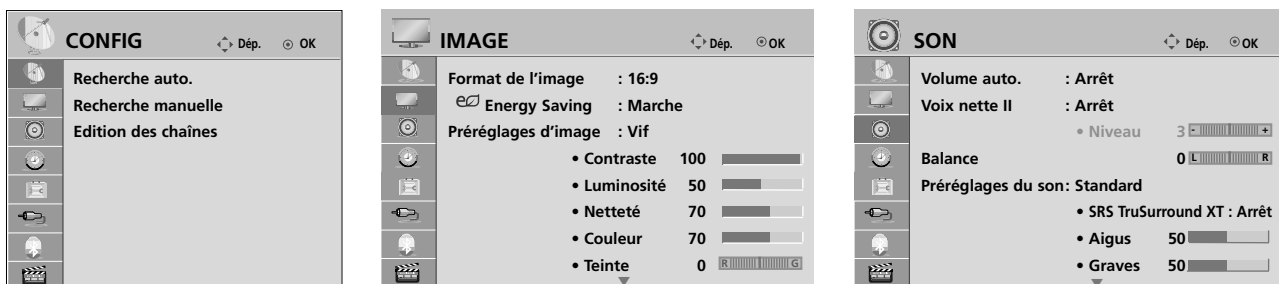 CONFIG Dép. OK
Recherche auto.
Recherche manuelle
Edition des chaînes
IMAGE Dép. OK
Format de l'image : 16:9
Energy Saving : Marche
Préréglages d'image : Vif
• Contraste 100
• Luminosité 50
• Netteté 70
• Couleur 70
• Teinte 0 R G
SON Dép. OK
Volume auto. : Arrêt
Voix nette II : Arrêt
• Niveau 3 - +
Balance 0 L R
Préréglages du son: Standard
• SRS TruSurround XT : Arrêt
• Aigus 50
• Graves 50